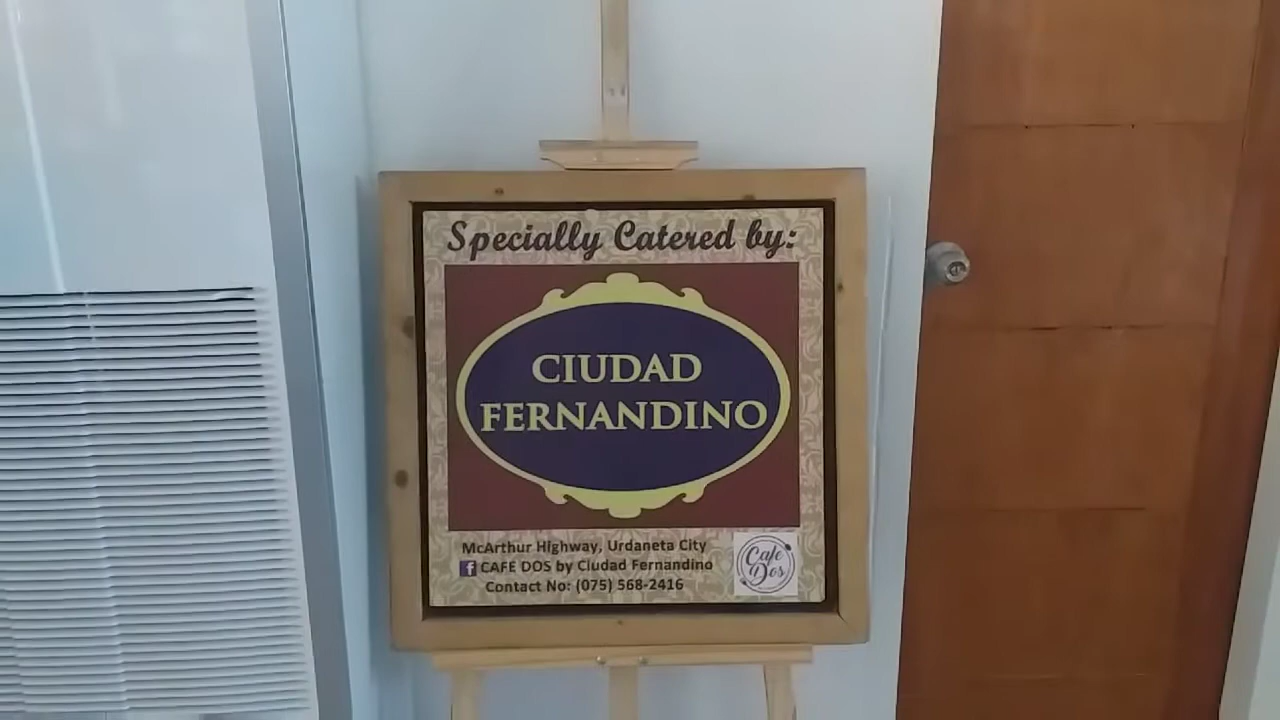 Specially Catered by:
CIUDAD
FERNANDINO
McArthur Highway, Urdaneta City
CAFE DOS by Ciudad Fernandino
Contact No: (075) 568-2416
Cafe
Dos